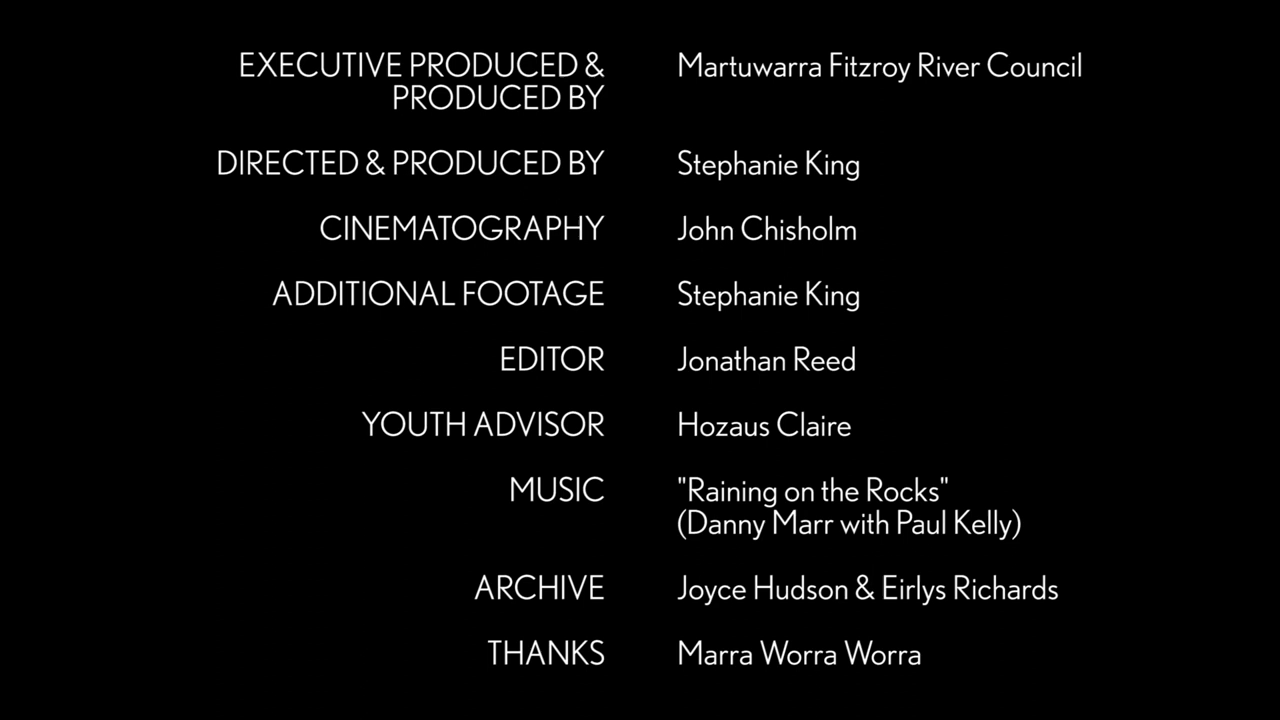 EXECUTIVE PRODUCED & Martuwarra Fitzroy River Council
PRODUCED BY
DIRECTED & PRODUCED BY Stephanie King
CINEMATOGRAPHY John Chisholm
ADDITIONAL FOOTAGE Stephanie King
EDITOR Jonathan Reed
YOUTH ADVISOR Hozaus Claire
MUSIC "Raining on the Rocks"
(Danny Marr with Paul Kelly)
ARCHIVE Joyce Hudson & Eirlys Richards
THANKS Marra Worra Worra